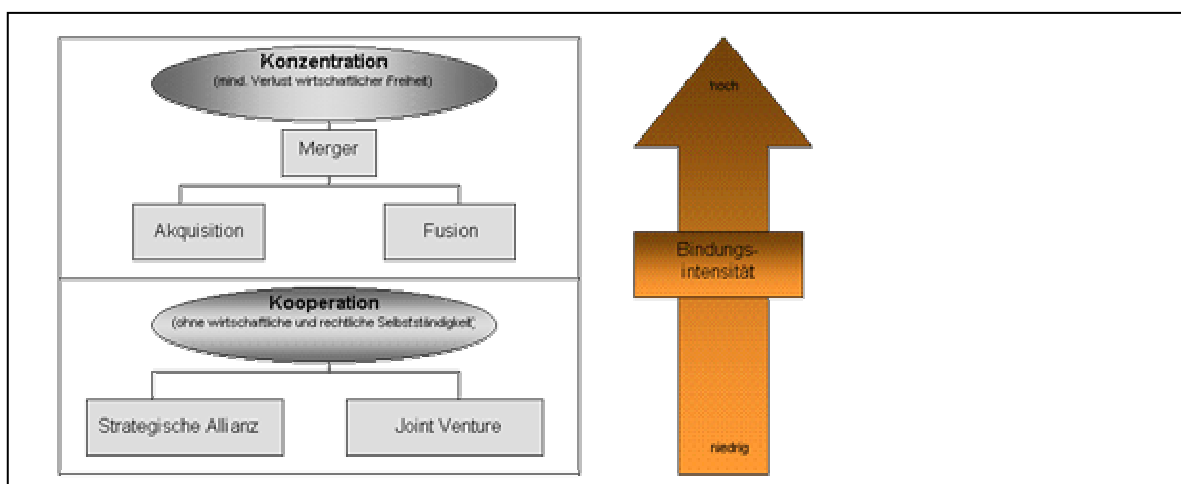 Konzentration
(mind. Verlust wirtschaftlicher Freiheit)
Merger
Akquisition
Fusion
Kooperation
(ohne wirtschaftliche und rechtliche Selbstständigkeit)
Strategische Allianz
Joint Venture
hoch
Bindungs-
intensität
niedrig